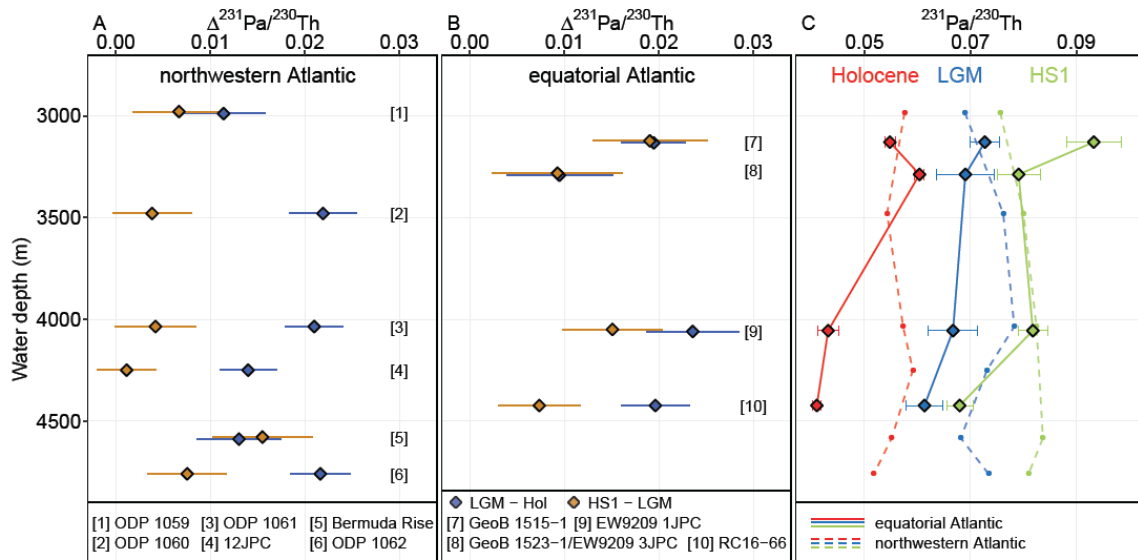 A Δ²³¹Pa/²³⁰Th
0.00 0.01 0.02 0.03
northwestern Atlantic
Water depth (m)
3000
3500
4000
4500
[1]
[2]
[3]
[4]
[5]
[6]
[1] ODP 1059 [3] ODP 1061 [5] Bermuda Rise
[2] ODP 1060 [4] 12JPC [6] ODP 1062
B Δ²³¹Pa/²³⁰Th
0.00 0.01 0.02 0.03
equatorial Atlantic
[7]
[8]
[9]
[10]
LGM − Hol HS1 − LGM
[7] GeoB 1515−1 [9] EW9209 1JPC
[8] GeoB 1523−1/EW9209 3JPC [10] RC16−66
C ²³¹Pa/²³⁰Th
0.05 0.07 0.09
Holocene LGM HS1
equatorial Atlantic
northwestern Atlantic